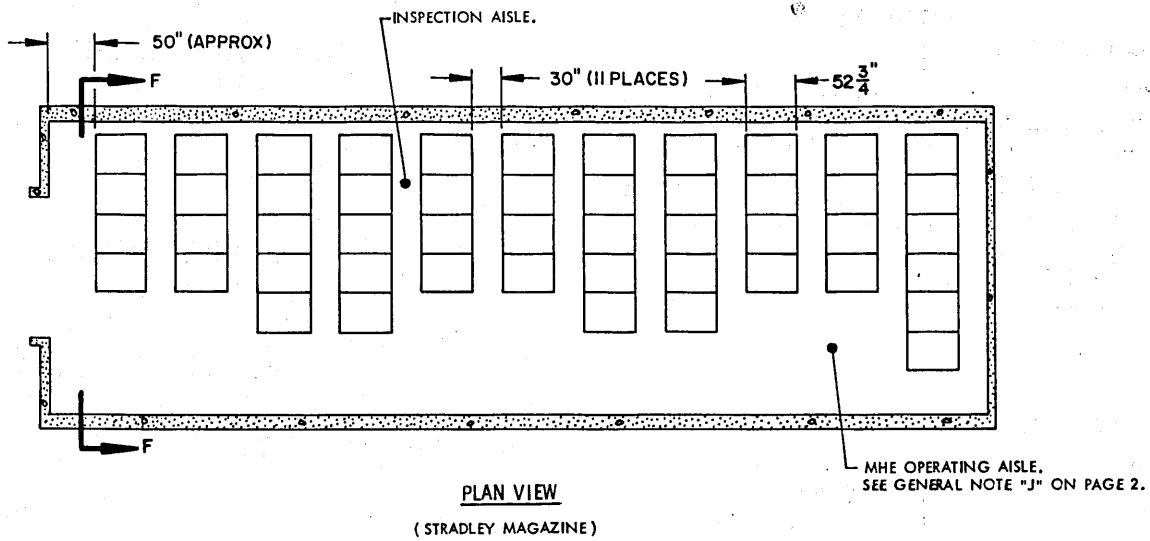 INSPECTION AISLE.
50" (APPROX)
F
30" (11 PLACES)
52 3/4"
F
MHE OPERATING AISLE.
SEE GENERAL NOTE "J" ON PAGE 2.
PLAN VIEW
(STRADLEY MAGAZINE)